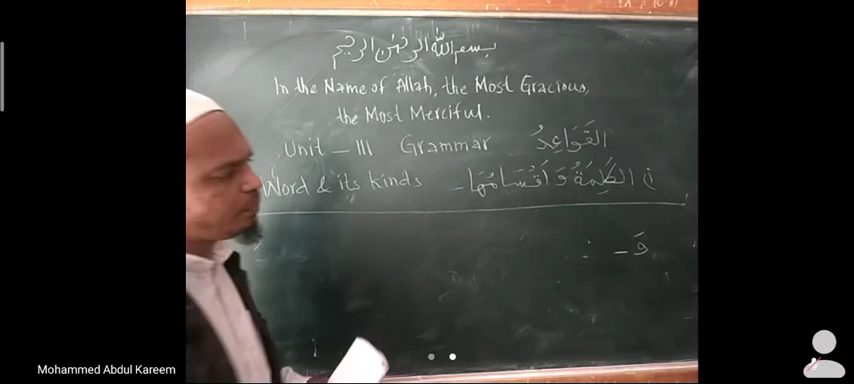 بسم الله الرحمٰن الرحيم
In the Name of Allah, the Most Gracious,
the Most Merciful.
Unit – III Grammar القَوَاعِدُ
Word & its kinds – الكَلِمَةُ وَ أَقْسَامُهَا
وَ –
Mohammed Abdul Kareem